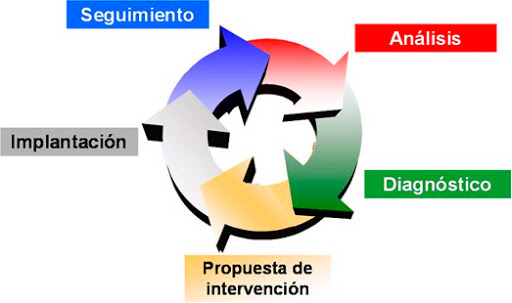 Seguimiento
Análisis
Implantación
Diagnóstico
Propuesta de
intervención